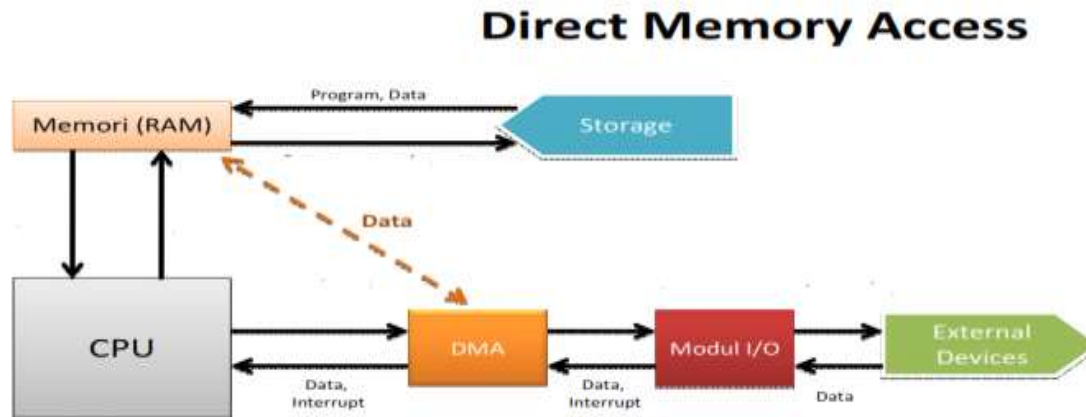 Direct Memory Access
Program, Data
Memori (RAM)
Storage
Data
CPU
DMA
Modul I/O
External
Devices
Data,
Interrupt
Data,
Interrupt
Data